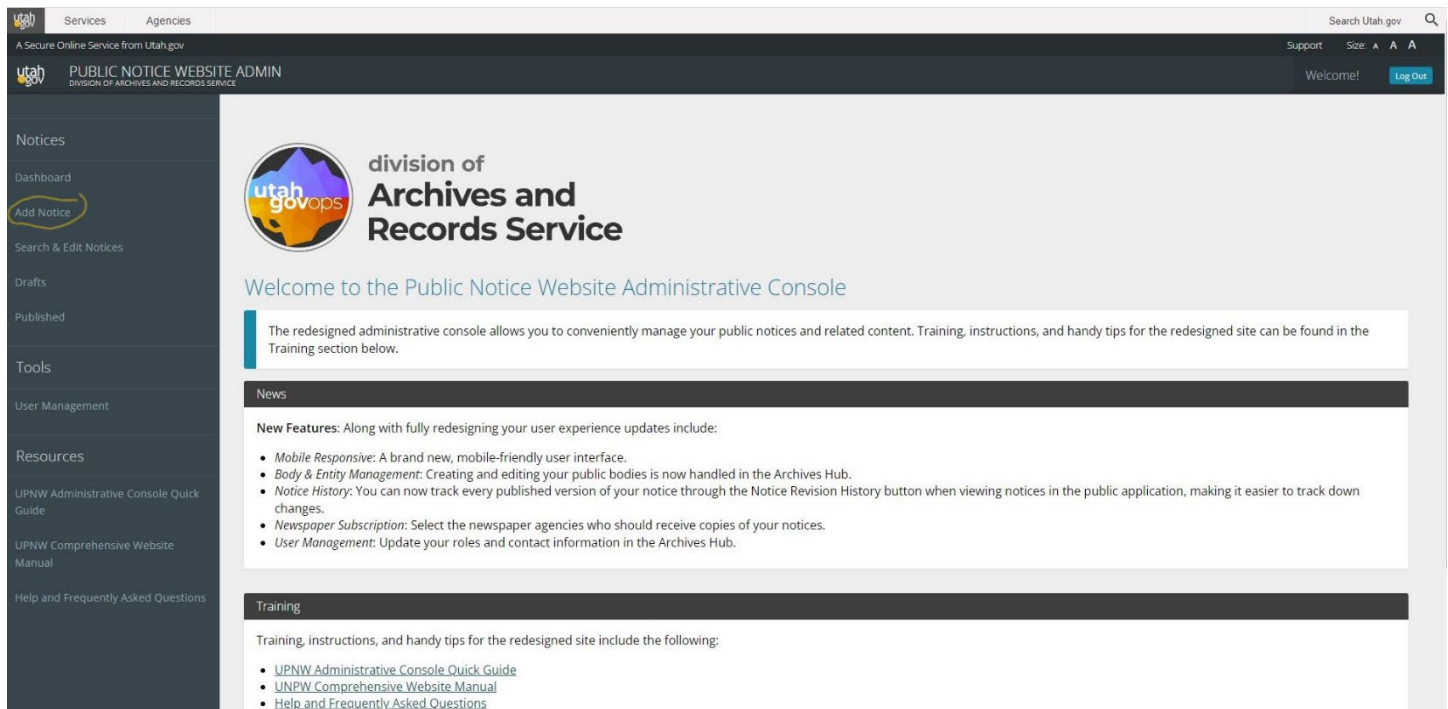 utah.gov
Services
Agencies
Search Utah.gov
A Secure Online Service from Utah.gov
Support
Size: A A A
utah.gov
PUBLIC NOTICE WEBSITE ADMIN
DIVISION OF ARCHIVES AND RECORDS SERVICE
Welcome!
Log Out
Notices
Dashboard
Add Notice
Search & Edit Notices
Drafts
Published
Tools
User Management
Resources
UPNW Administrative Console Quick
Guide
UPNW Comprehensive Website
Manual
Help and Frequently Asked Questions
utah
govops
division of
Archives and
Records Service
Welcome to the Public Notice Website Administrative Console
The redesigned administrative console allows you to conveniently manage your public notices and related content. Training, instructions, and handy tips for the redesigned site can be found in the
Training section below.
News
New Features: Along with fully redesigning your user experience updates include:
• Mobile Responsive: A brand new, mobile-friendly user interface.
• Body & Entity Management: Creating and editing your public bodies is now handled in the Archives Hub.
• Notice History: You can now track every published version of your notice through the Notice Revision History button when viewing notices in the public application, making it easier to track down
changes.
• Newspaper Subscription: Select the newspaper agencies who should receive copies of your notices.
• User Management: Update your roles and contact information in the Archives Hub.
Training
Training, instructions, and handy tips for the redesigned site include the following:
• UPNW Administrative Console Quick Guide
• UNPW Comprehensive Website Manual
• Help and Frequently Asked Questions